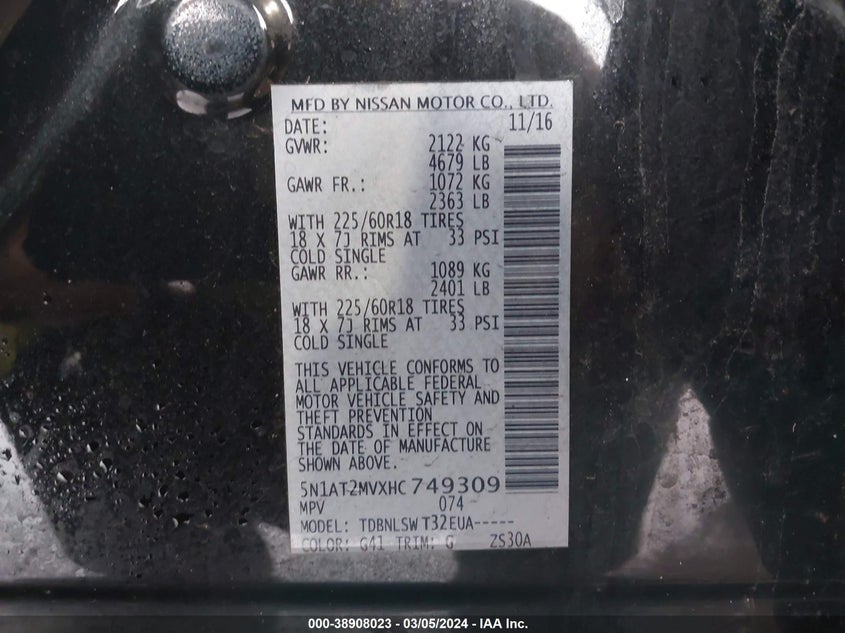 MFD BY NISSAN MOTOR CO., LTD.
DATE: 11/16
GVWR: 2122 KG
4679 LB
GAWR FR.: 1072 KG
2363 LB
WITH 225/60R18 TIRES
18 X 7J RIMS AT 33 PSI
COLD SINGLE
GAWR RR.: 1089 KG
2401 LB
WITH 225/60R18 TIRES
18 X 7J RIMS AT 33 PSI
COLD SINGLE
THIS VEHICLE CONFORMS TO
ALL APPLICABLE FEDERAL
MOTOR VEHICLE SAFETY AND
THEFT PREVENTION
STANDARDS IN EFFECT ON
THE DATE OF MANUFACTURE
SHOWN ABOVE.
5N1AT2MVXHC749309
MPV 074
MODEL: TDBNLSW T32EUA-----
COLOR: G41 TRIM: G ZS30A
000-38908023 — 03/05/2024 — IAA Inc.